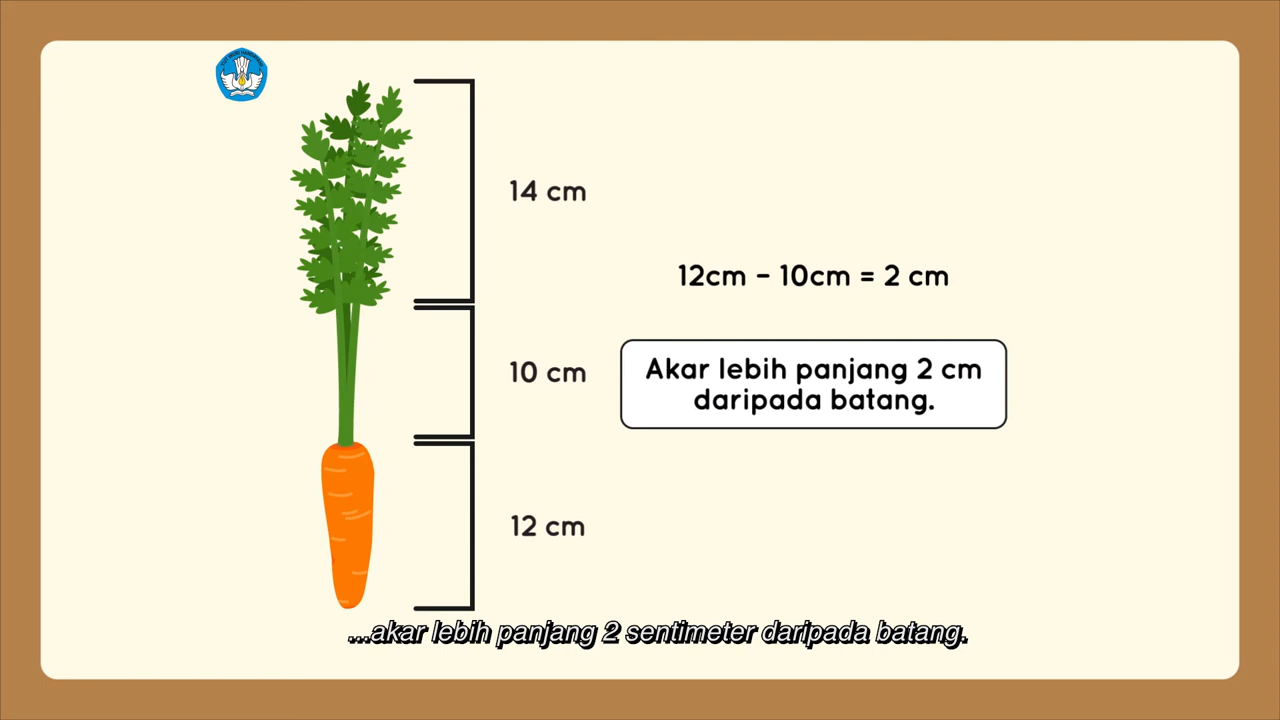 14 cm
12cm - 10cm = 2 cm
10 cm
Akar lebih panjang 2 cm
daripada batang.
12 cm
...akar lebih panjang 2 sentimeter daripada batang.